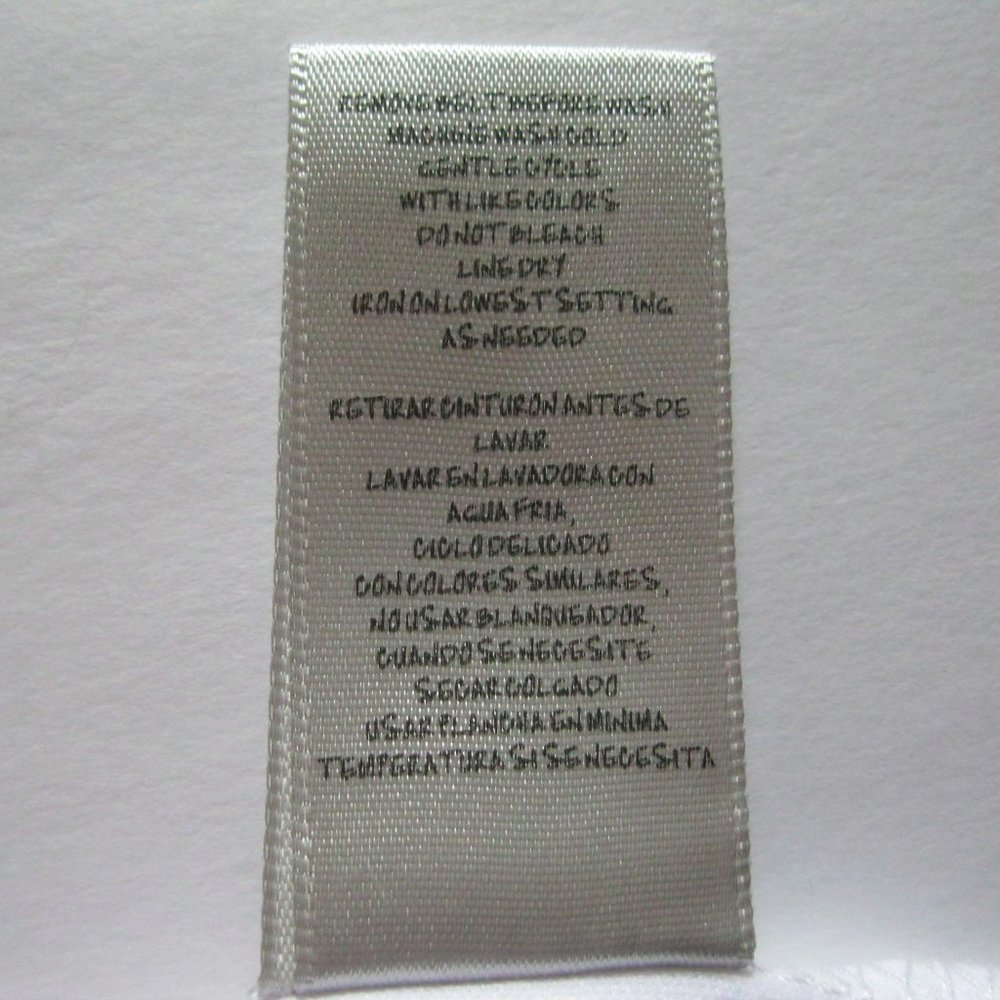 REMOVE BELT BEFORE WASH
MACHINE WASH COLD
GENTLE CYCLE
WITH LIKE COLORS
DO NOT BLEACH
LINE DRY
IRON ON LOWEST SETTING
AS NEEDED
RETIRAR CINTURON ANTES DE
LAVAR
LAVAR EN LAVADORA CON
AGUA FRIA,
CICLO DELICADO
CON COLORES SIMILARES,
NO USAR BLANQUEADOR,
CUANDO SE NECESITE
SECAR COLGADO
USAR PLANCHA EN MINIMA
TEMPERATURA SI SE NECESITA